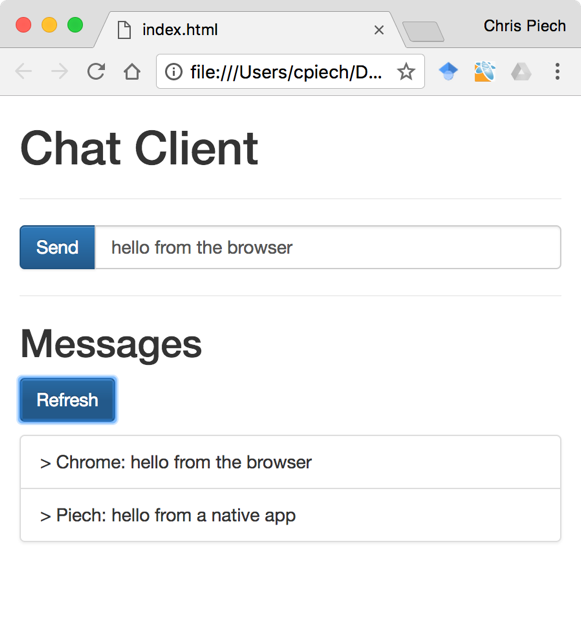 index.html
Chris Piech
file:///Users/cpiech/D...
Chat Client
Send
hello from the browser
Messages
Refresh
> Chrome: hello from the browser
> Piech: hello from a native app